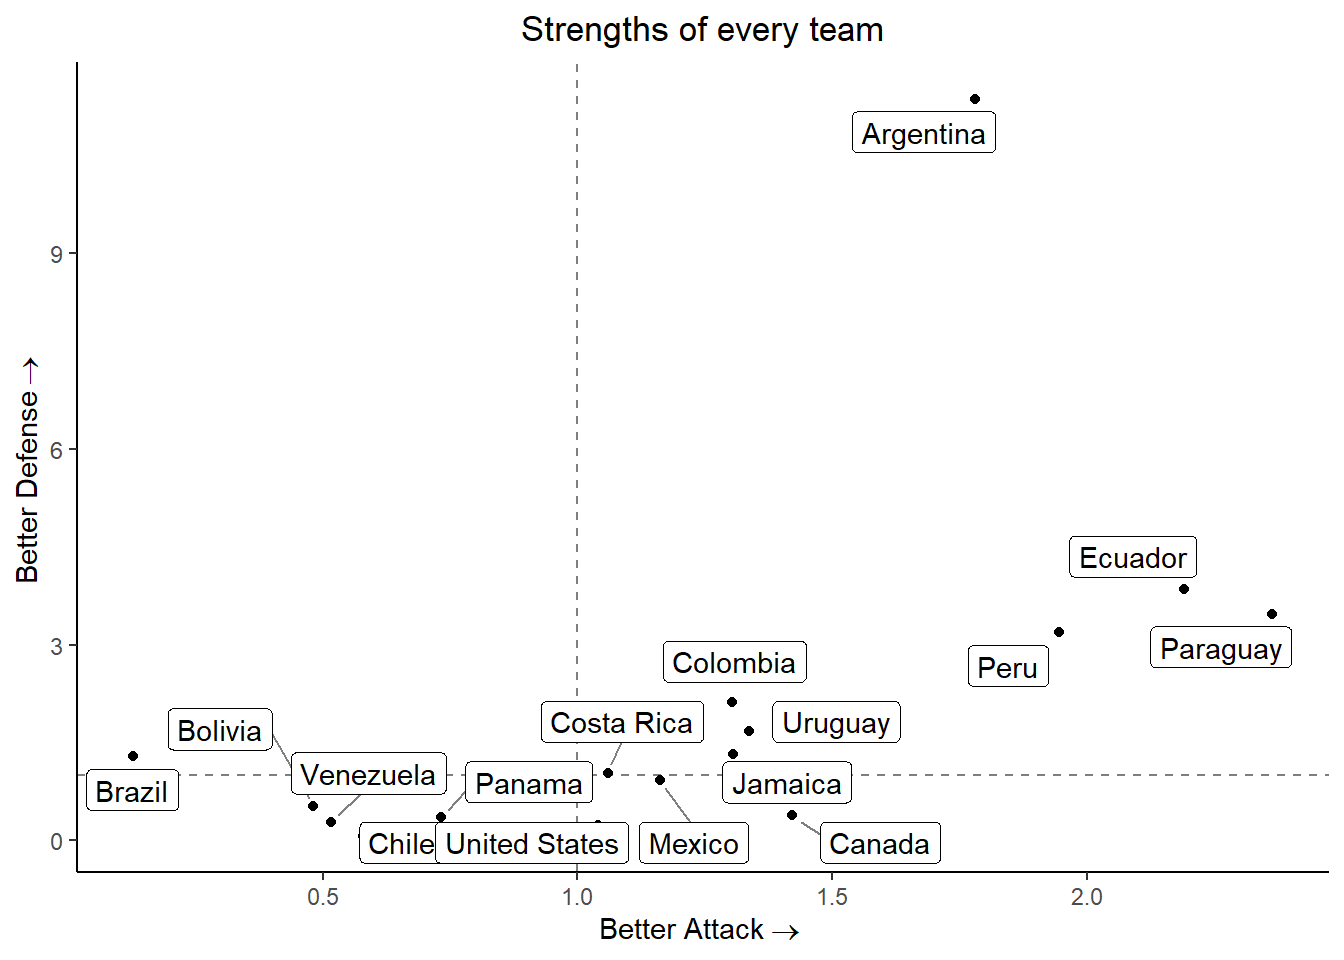 Strengths of every team
Argentina
9
Better Defense →
6
Ecuador
3
Paraguay
Peru
Colombia
Bolivia
Costa Rica
Uruguay
Venezuela
Panama
Jamaica
Brazil
0
Chile
United States
Mexico
Canada
0.5
1.0
1.5
2.0
Better Attack →